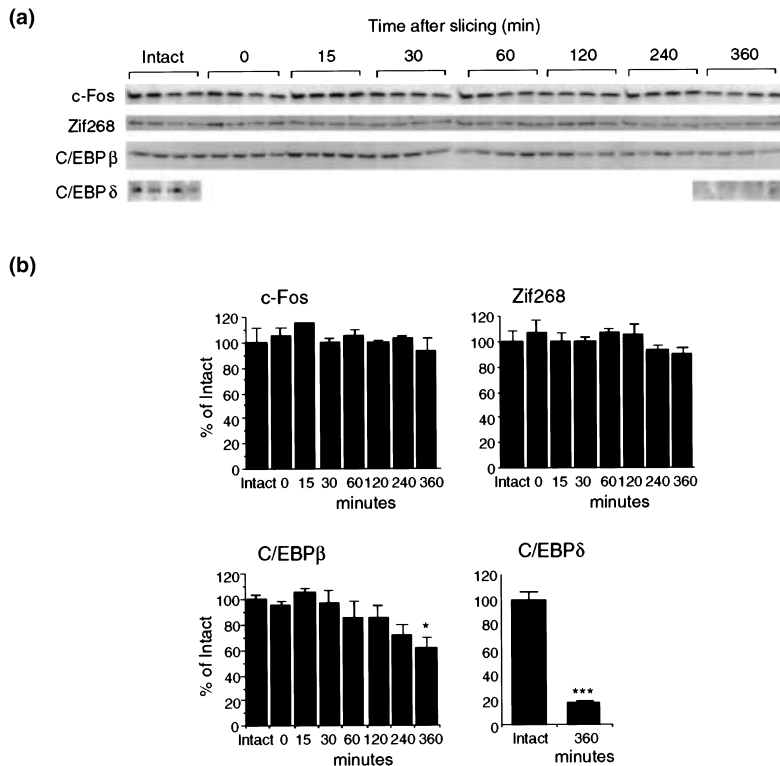 (a)
Time after slicing (min)
Intact 0 15 30 60 120 240 360
c-Fos
Zif268
C/EBPβ
C/EBPδ
(b)
c-Fos
% of Intact
120
100
80
60
40
20
0
Intact 0 15 30 60 120 240 360
minutes
Zif268
120
100
80
60
40
20
0
Intact 0 15 30 60 120 240 360
minutes
C/EBPβ
% of Intact
120
100
80
60
40
20
0
*
Intact 0 15 30 60 120 240 360
minutes
C/EBPδ
120
100
80
60
40
20
0
***
Intact 360
minutes